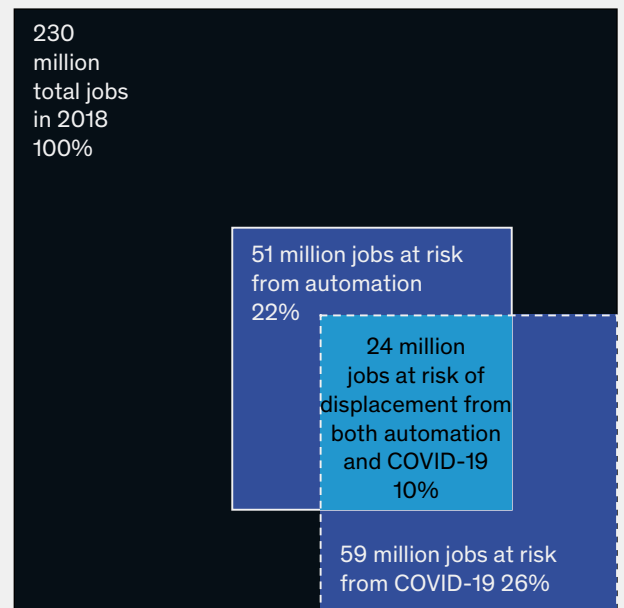 230
million
total jobs
in 2018
100%
51 million jobs at risk
from automation
22%
24 million
jobs at risk of
displacement from
both automation
and COVID-19
10%
59 million jobs at risk
from COVID-19 26%